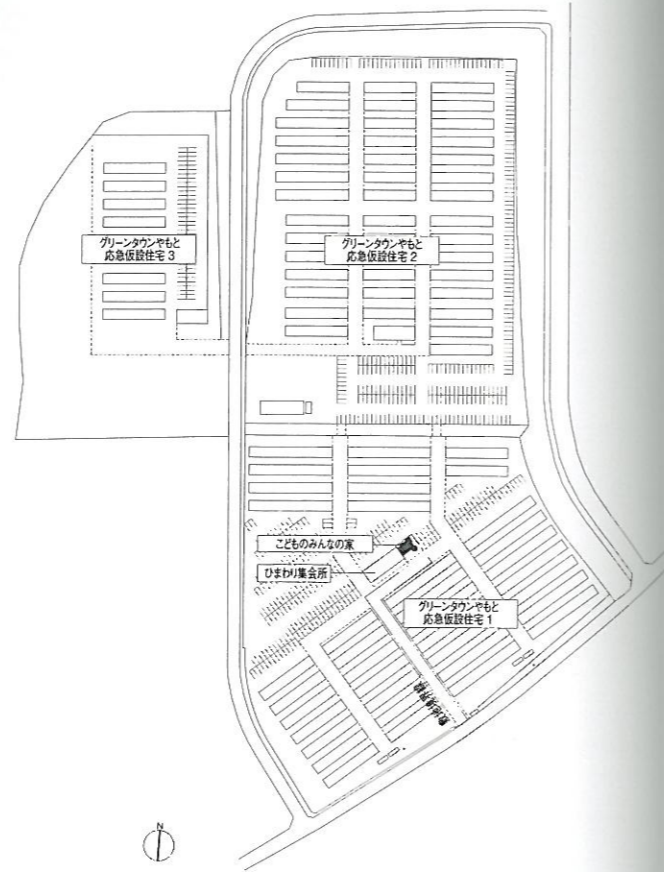 グリーンタウンやもと
応急仮設住宅 3
グリーンタウンやもと
応急仮設住宅 2
こどものみんなの家
ひまわり集会所
グリーンタウンやもと
応急仮設住宅 1
N